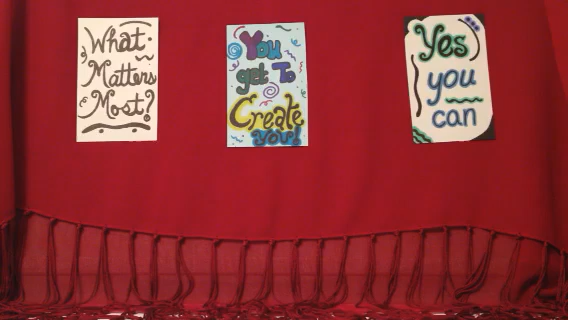 What
Matters
Most?
You
get To
Create
You!
Yes
you
can